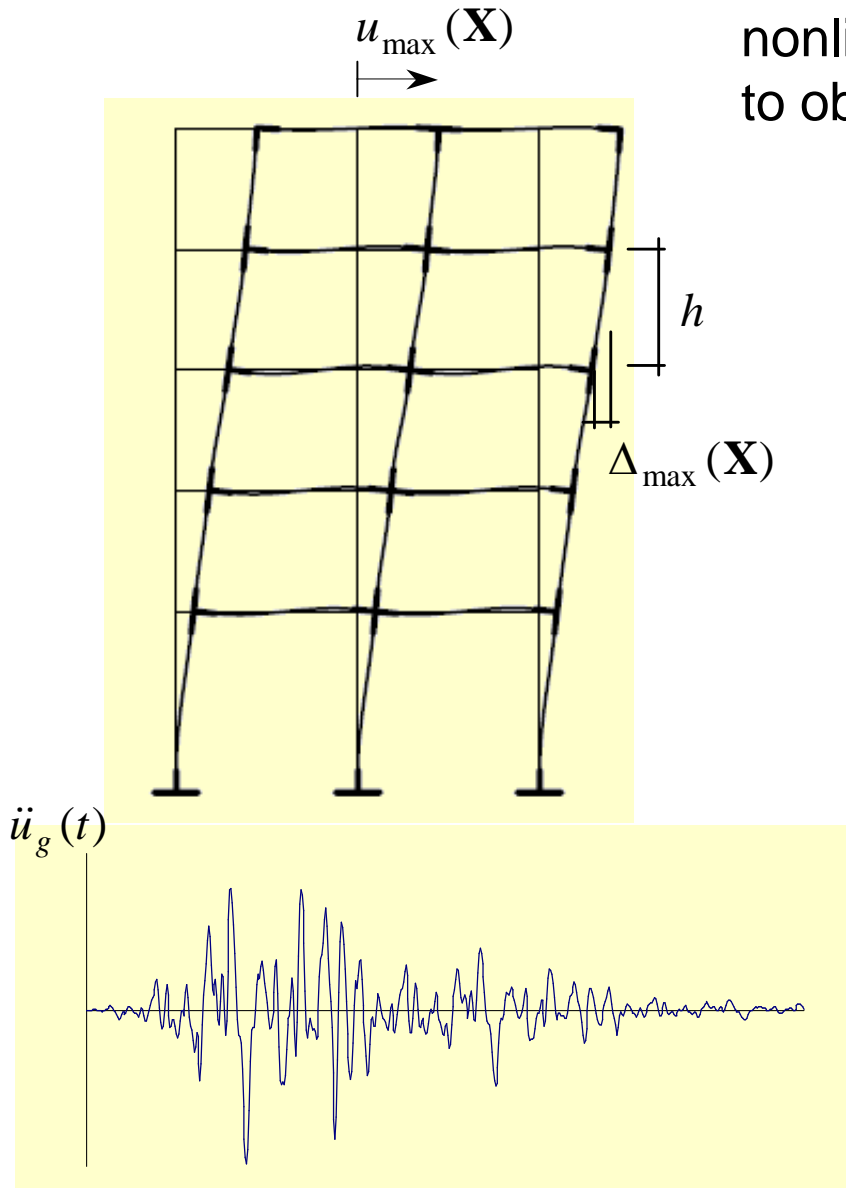 u_max (X)
nonli
to ob
h
Δ_max (X)
ü_g (t)